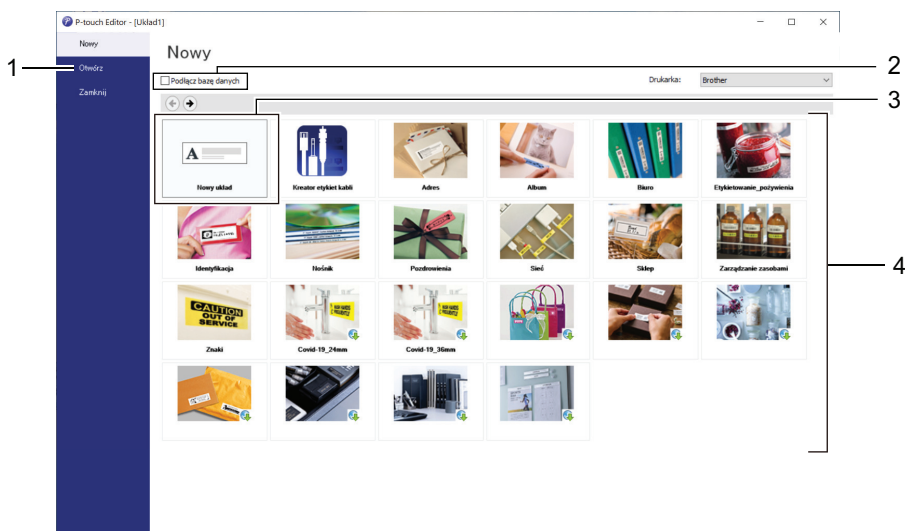 P-touch Editor - [Układ1]
Nowy
Otwórz
Zamknij
Nowy
Podłącz bazę danych
Drukarka:
Brother
1
2
3
4
A
Nowy układ
Kreator etykiet kabli
Adres
Album
Biuro
Etykietowanie_pożywienia
Identyfikacja
Nośnik
Pozdrowienia
Sieć
Sklep
Zarządzanie zasobami
CAUTION
OUT OF
SERVICE
Znaki
Covid-19_24mm
Covid-19_36mm